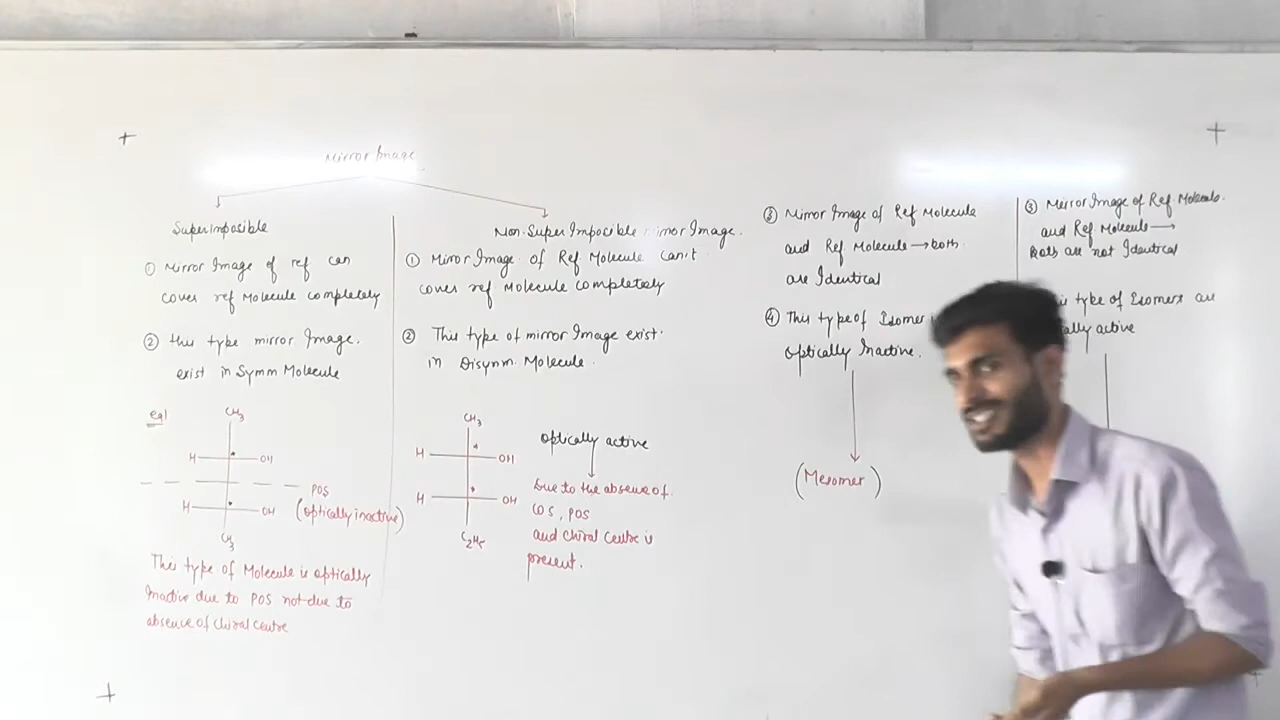 Mirror Image
SuperImposible
① Mirror Image of ref can
cover ref Molecule completely
② this type mirror Image.
exist in Symm Molecule
eg)
CH3
H OH
POS
H OH (optically inactive)
CH3
This type of Molecule is optically
Inactive due to POS not due to
absence of chiral centre
Non-Super Imposible mirror Image.
① Mirror Image of Ref Molecule can't
cover ref Molecule completely
② This type of mirror Image exist
in Disymm. Molecule.
CH3
H OH
H OH
C2H5
optically active
Due to the absence of
COS, POS
and chiral centre is
present.
③ Mirror Image of Ref Molecule
and Ref Molecule → both
are Identical
④ This type of Isomer
optically Inactive.
(Mesomer)
③ Mirror Image of Ref. Molecule.
and Ref Molecule →
Both are not Identical
type of Isomers are
active